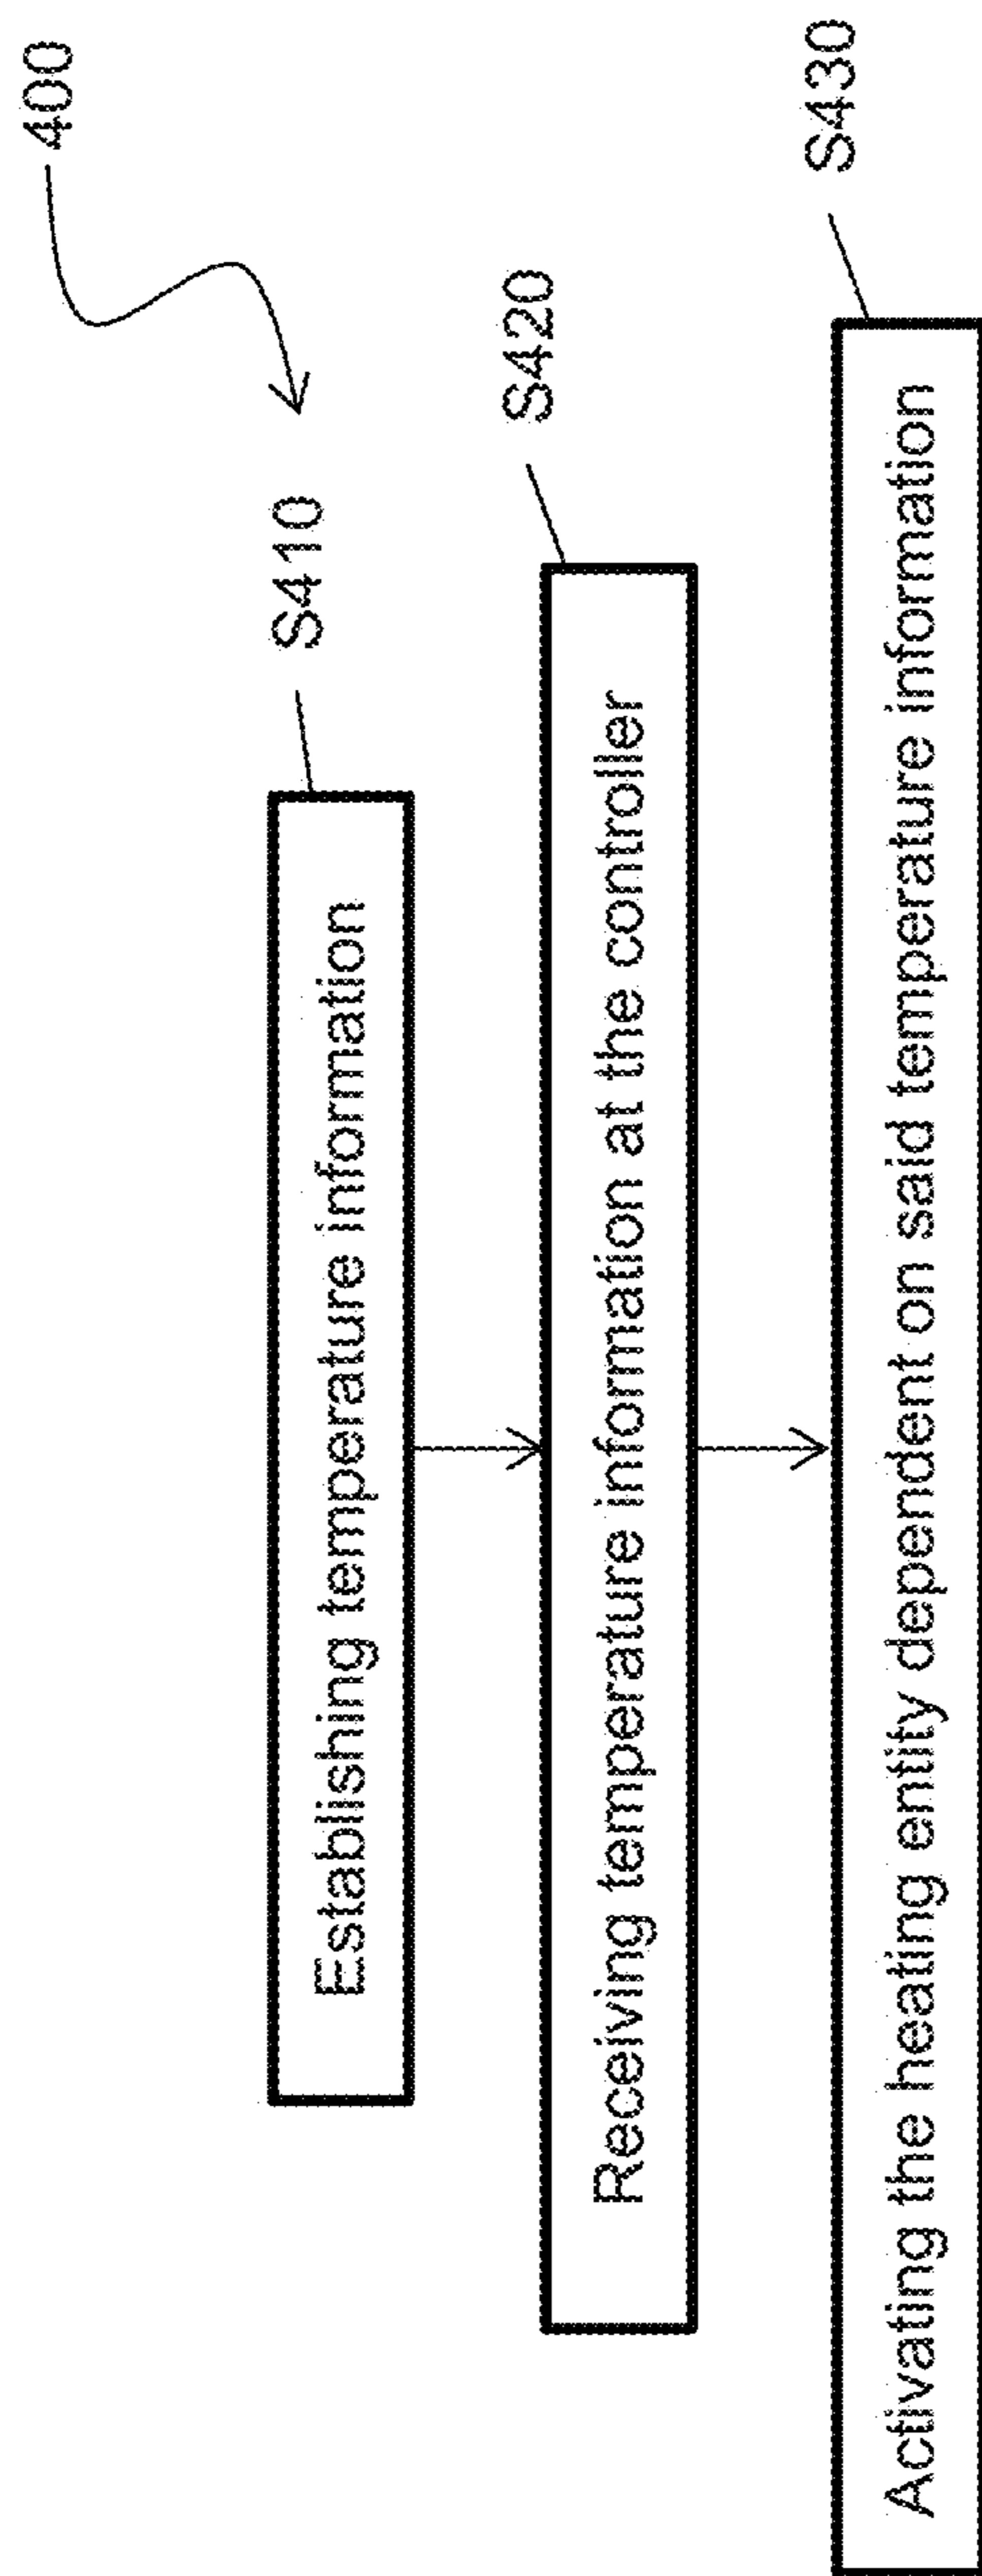 400
S410
Establishing temperature information
S420
Receiving temperature information at the controller
S430
Activating the heating entity dependent on said temperature information